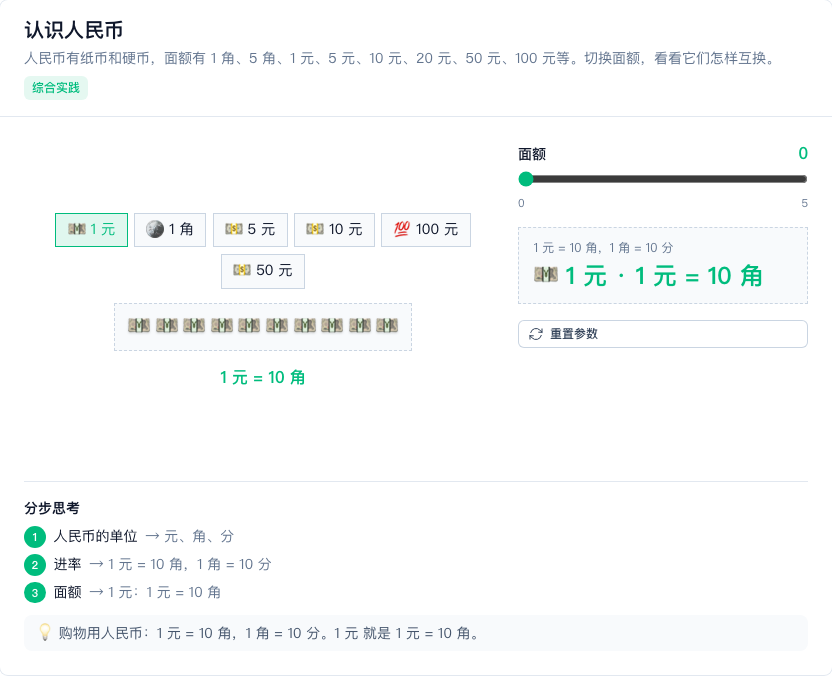 认识人民币
人民币有纸币和硬币，面额有 1 角、5 角、1 元、5 元、10 元、20 元、50 元、100 元等。切换面额，看看它们怎样互换。
综合实践
面额
0
0
5
1 元
1 角
5 元
10 元
100 元
50 元
1 元 = 10 角
1 元 = 10 角，1 角 = 10 分
1 元 · 1 元 = 10 角
重置参数
分步思考
1 人民币的单位 → 元、角、分
2 进率 → 1 元 = 10 角，1 角 = 10 分
3 面额 → 1 元：1 元 = 10 角
购物用人民币：1 元 = 10 角，1 角 = 10 分。1 元 就是 1 元 = 10 角。